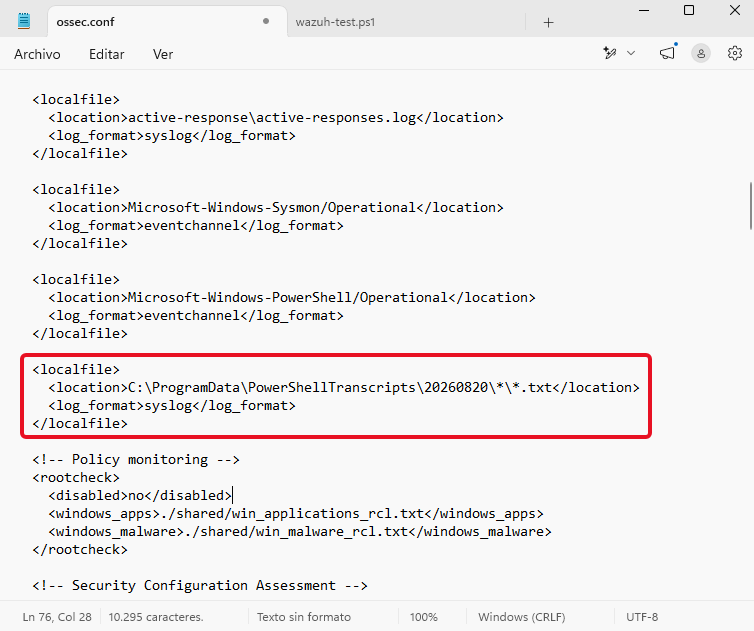 ossec.conf
wazuh-test.ps1
Archivo Editar Ver
<localfile>
<location>active-response\active-responses.log</location>
<log_format>syslog</log_format>
</localfile>
<localfile>
<location>Microsoft-Windows-Sysmon/Operational</location>
<log_format>eventchannel</log_format>
</localfile>
<localfile>
<location>Microsoft-Windows-PowerShell/Operational</location>
<log_format>eventchannel</log_format>
</localfile>
<localfile>
<location>C:\ProgramData\PowerShellTranscripts\20260820\*\*.txt</location>
<log_format>syslog</log_format>
</localfile>
<!-- Policy monitoring -->
<rootcheck>
<disabled>no</disabled>
<windows_apps>./shared/win_applications_rcl.txt</windows_apps>
<windows_malware>./shared/win_malware_rcl.txt</windows_malware>
</rootcheck>
<!-- Security Configuration Assessment -->
Ln 76, Col 28 10.295 caracteres. Texto sin formato 100% Windows (CRLF) UTF-8